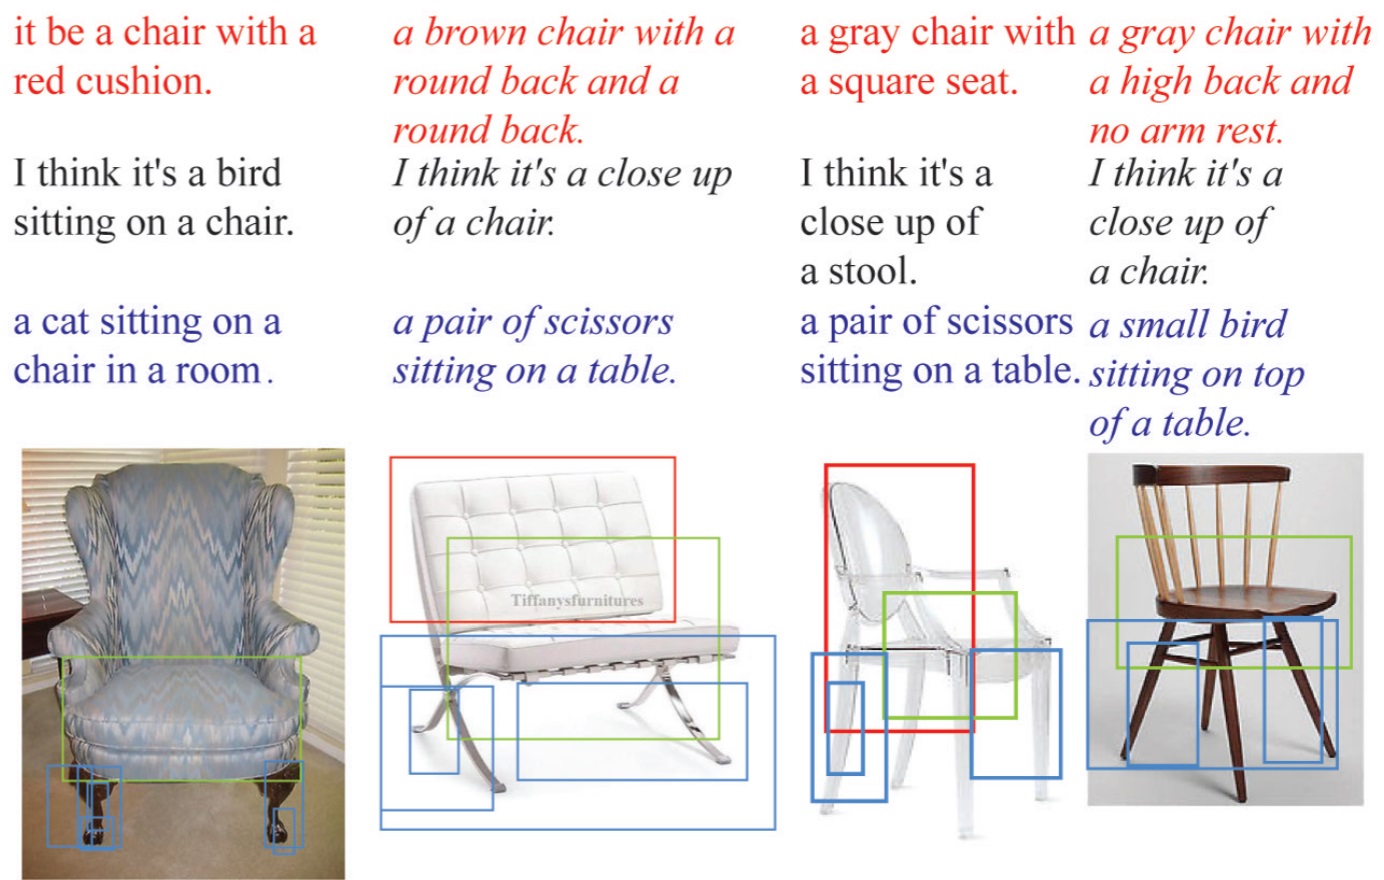 it be a chair with a
red cushion.
I think it's a bird
sitting on a chair.
a cat sitting on a
chair in a room.
a brown chair with a
round back and a
round back.
I think it's a close up
of a chair.
a pair of scissors
sitting on a table.
a gray chair with
a square seat.
I think it's a
close up of
a stool.
a pair of scissors
sitting on a table.
a gray chair with
a high back and
no arm rest.
I think it's a
close up of
a chair.
a small bird
sitting on top
of a table.
Tiffanysfurnitures